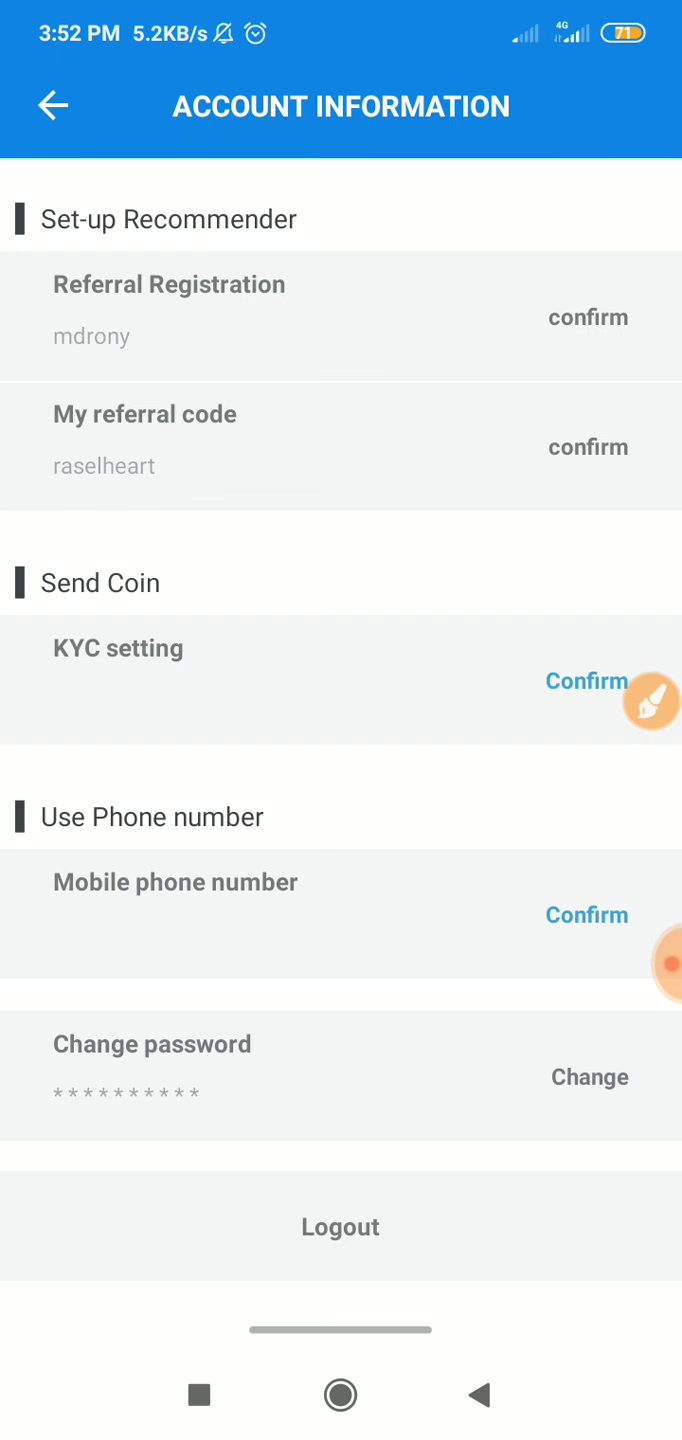 3:52 PM 5.2KB/s 4G 71
ACCOUNT INFORMATION
Set-up Recommender
Referral Registration
confirm
mdrony
My referral code
confirm
raselheart
Send Coin
KYC setting
Confirm
Use Phone number
Mobile phone number
Confirm
Change password
Change
**********
Logout